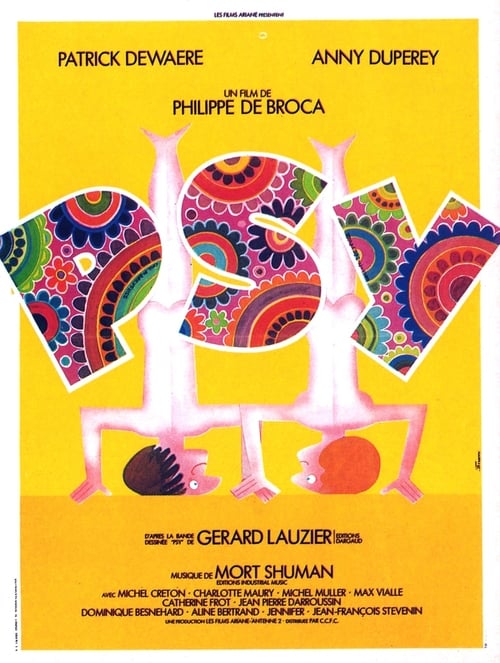 LES FILMS ARIANE PRESENTENT
PATRICK DEWAERE ANNY DUPEREY
UN FILM DE
PHILIPPE DE BROCA
PSY
D'APRES LA BANDE
DESSINÉE "PSY" DE
GERARD LAUZIER
EDITIONS
DARGAUD
MUSIQUE DE MORT SHUMAN
EDITIONS INDUSTRIAL MUSIC
AVEC MICHEL CRETON · CHARLOTTE MAURY · MICHEL MULLER · MAX VIALLE
CATHERINE FROT · JEAN PIERRE DARROUSSIN
DOMINIQUE BESNEHARD · ALINE BERTRAND · JENNIFER · JEAN-FRANÇOIS STEVENIN
UNE PRODUCTION LES FILMS ARIANE-ANTENNE 2 - DISTRIBUÉE PAR C.C.F.C.